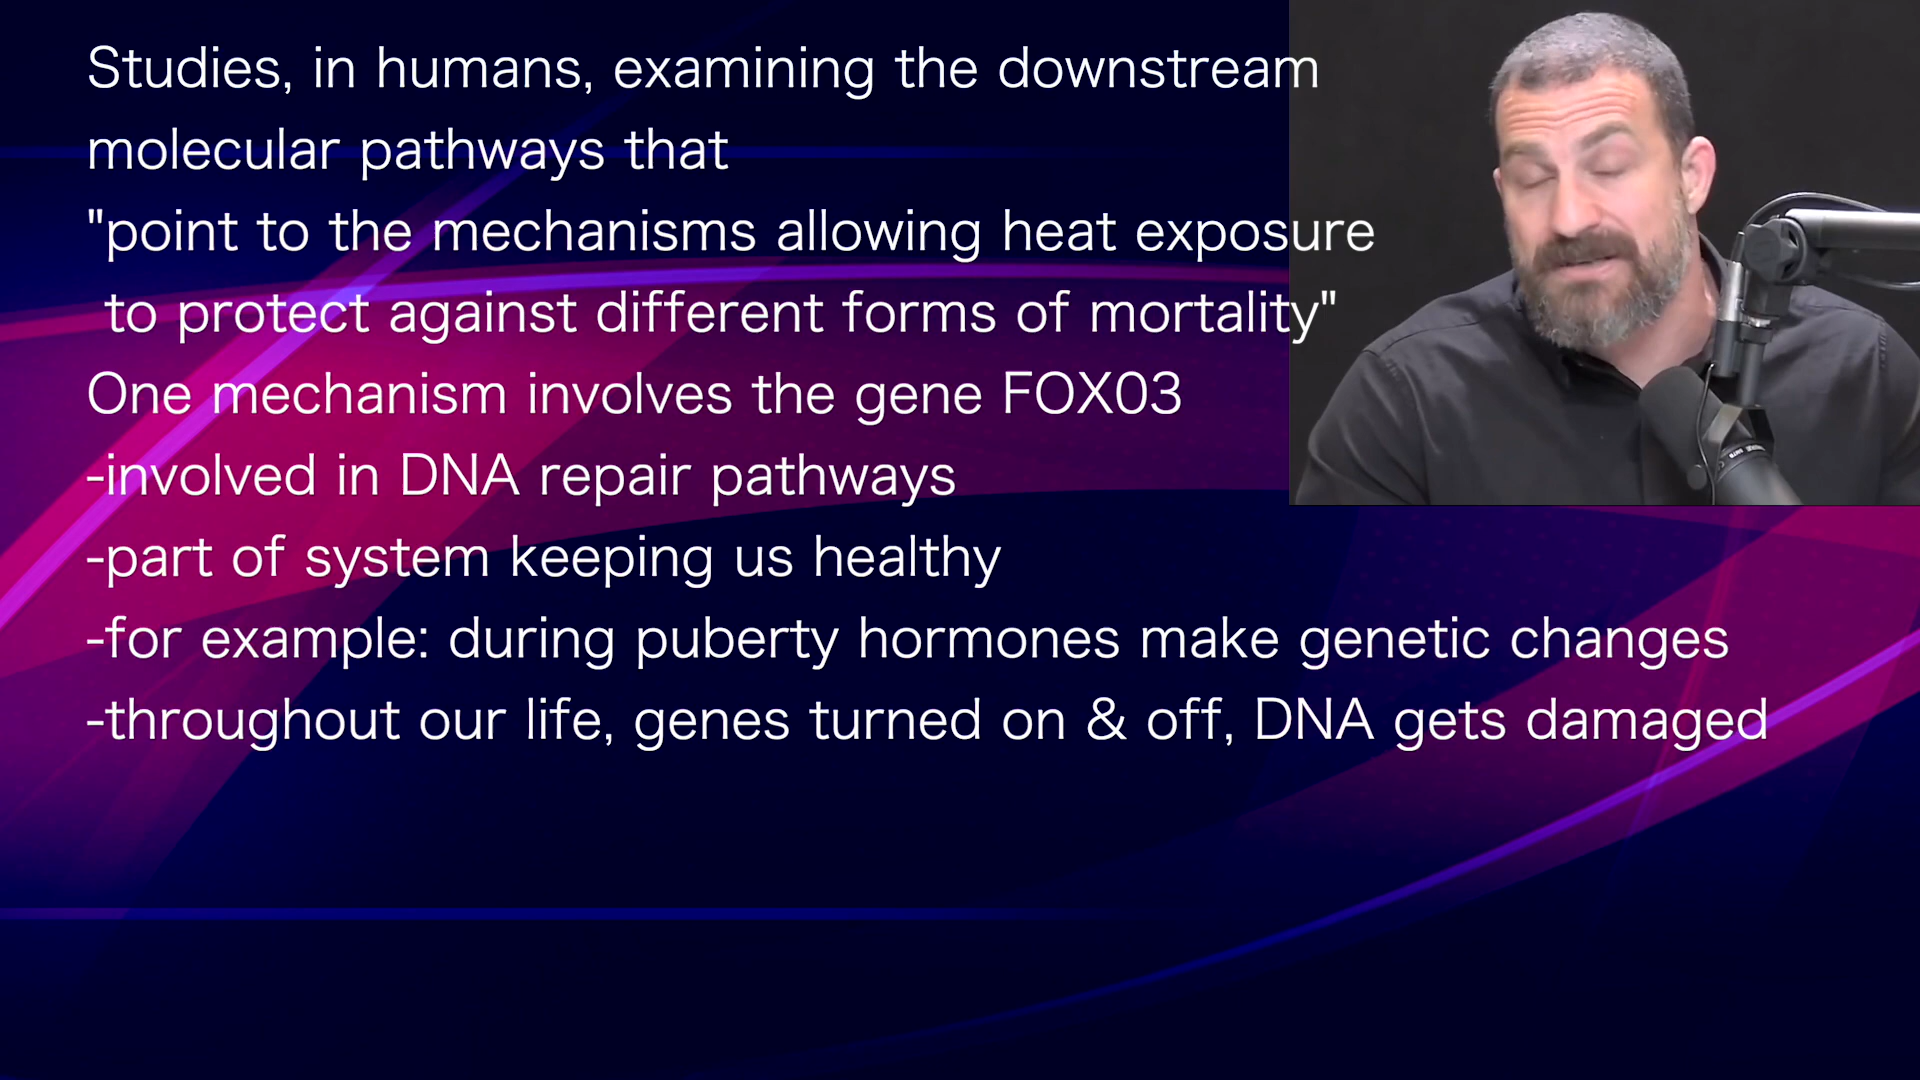 Studies, in humans, examining the downstream
molecular pathways that
"point to the mechanisms allowing heat exposure
to protect against different forms of mortality"
One mechanism involves the gene FOX03
-involved in DNA repair pathways
-part of system keeping us healthy
-for example: during puberty hormones make genetic changes
-throughout our life, genes turned on & off, DNA gets damaged